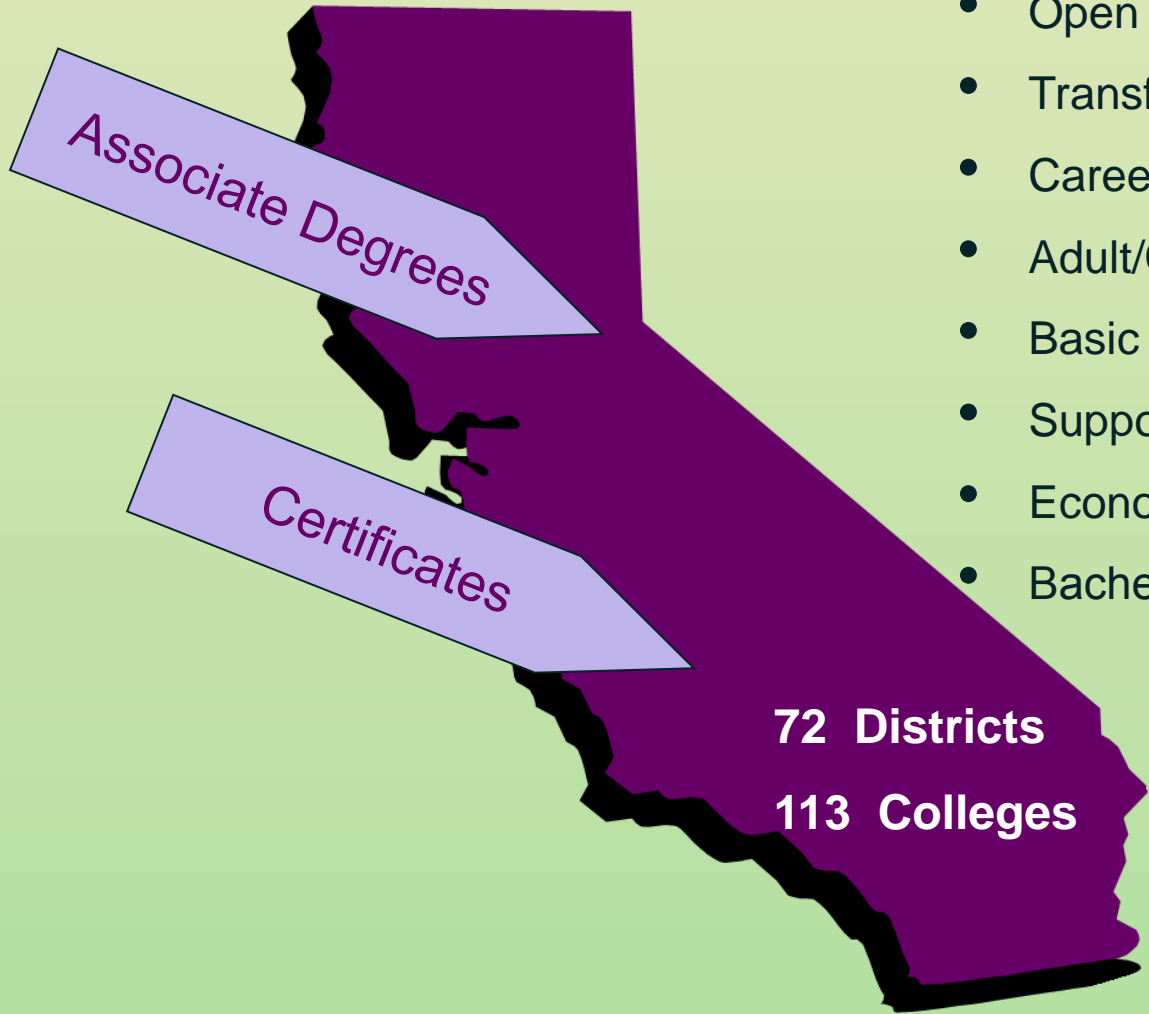 Associate Degrees
Certificates
72 Districts
113 Colleges
• Open
• Transf
• Caree
• Adult/
• Basic
• Suppo
• Econo
• Bache